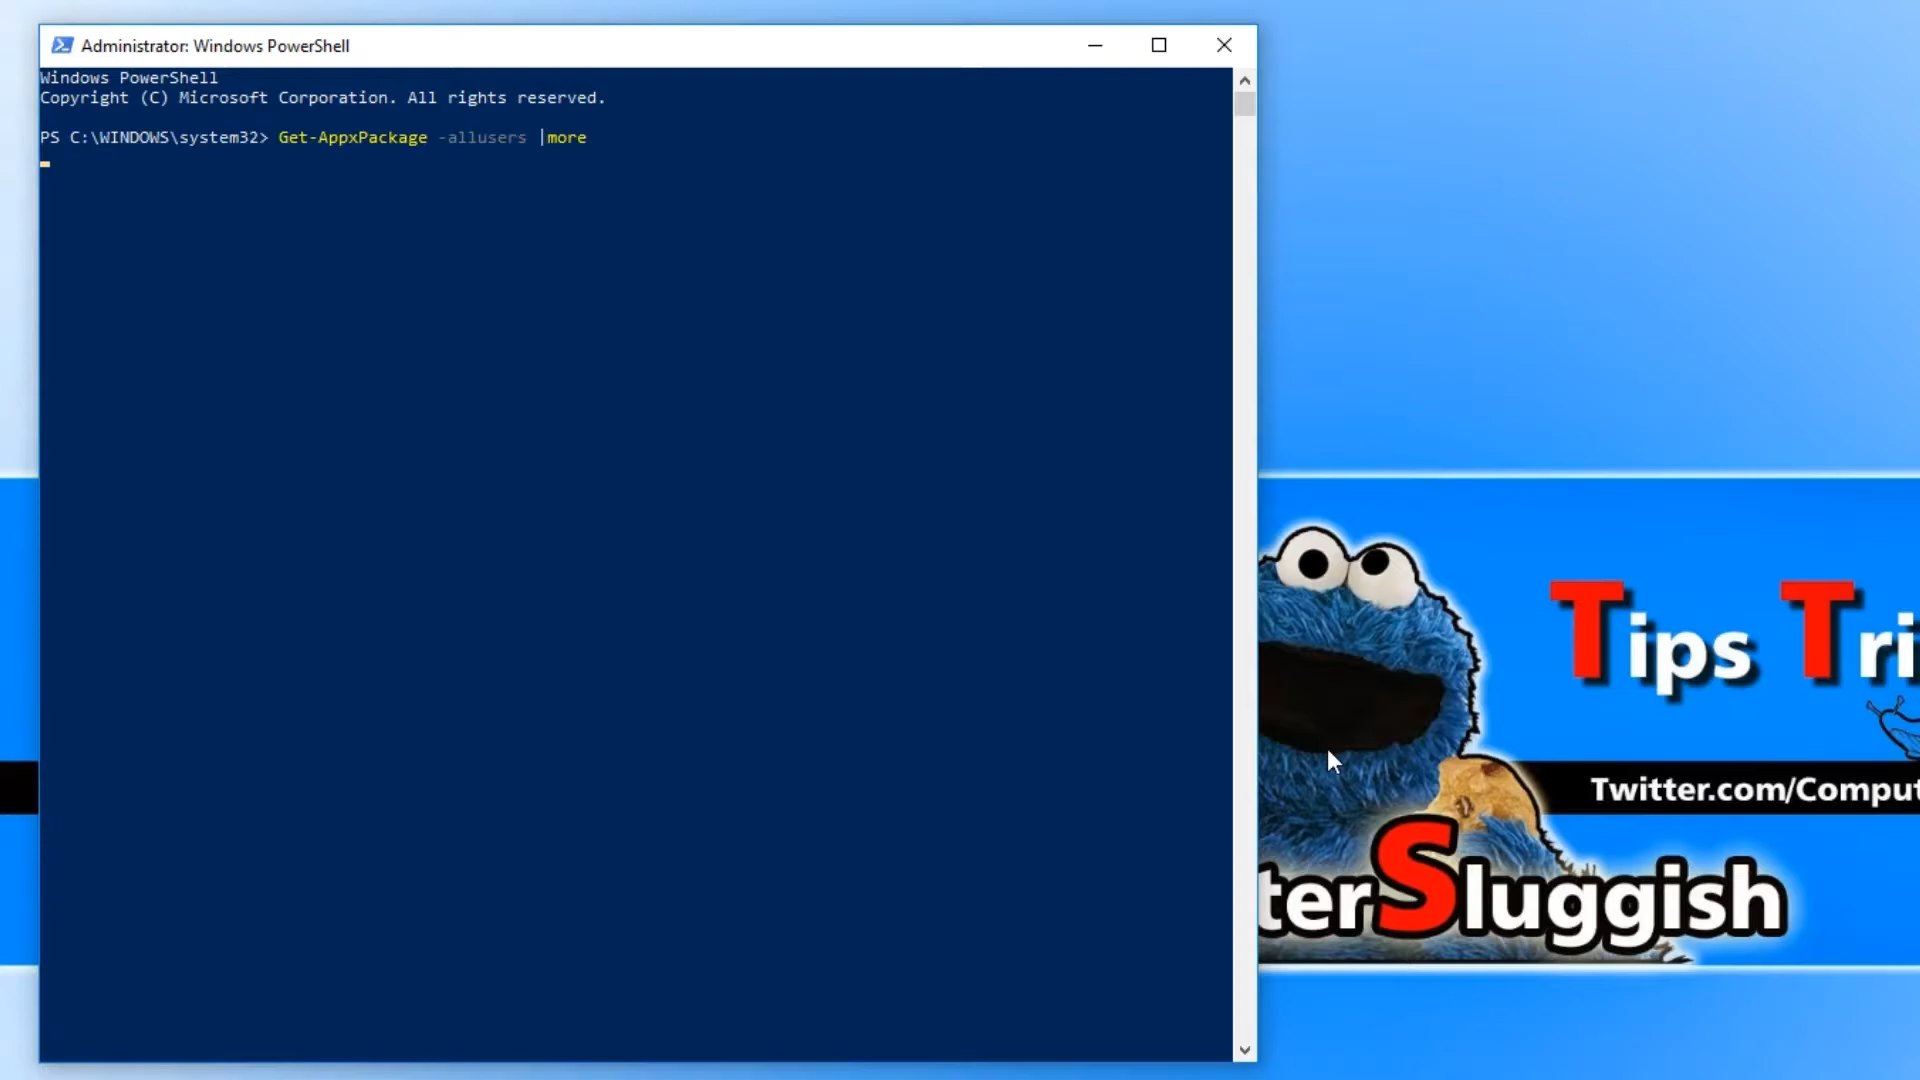 Administrator: Windows PowerShell
Windows PowerShell
Copyright (C) Microsoft Corporation. All rights reserved.
PS C:\WINDOWS\system32> Get-AppxPackage -allusers |more
Tips Tri
Twitter.com/Comput
terSluggish